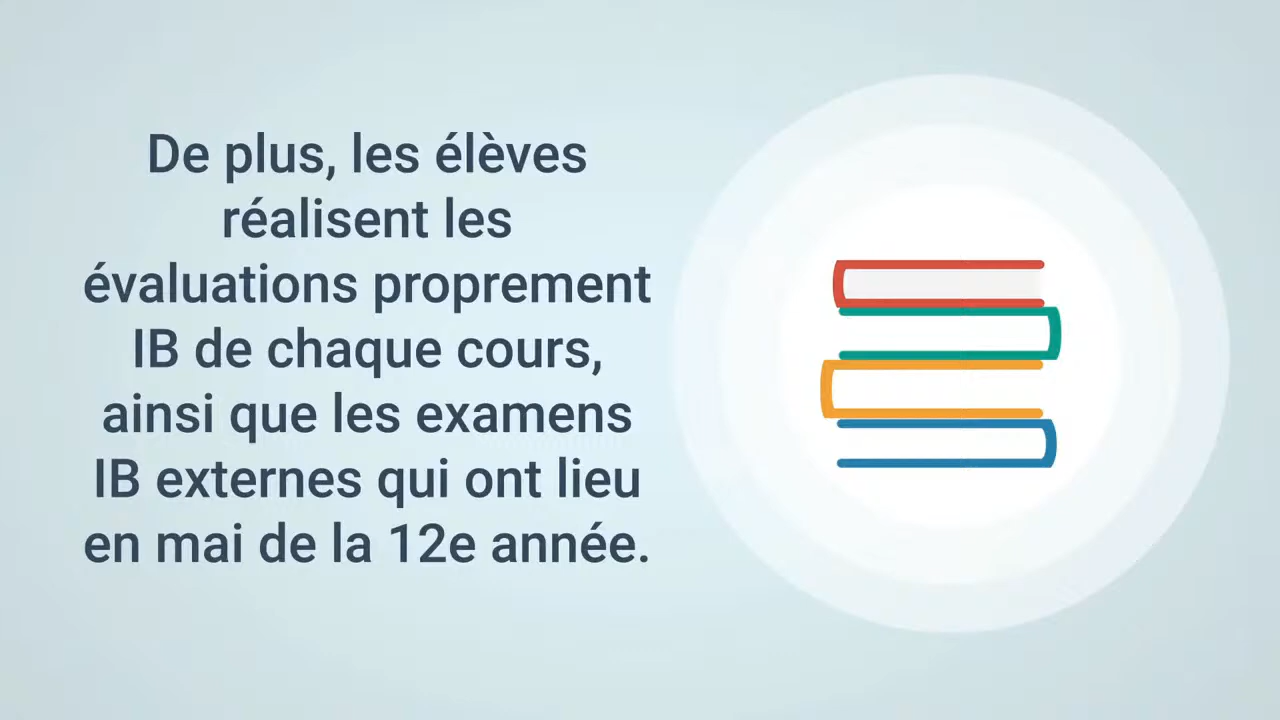 De plus, les élèves
réalisent les
évaluations proprement
IB de chaque cours,
ainsi que les examens
IB externes qui ont lieu
en mai de la 12e année.